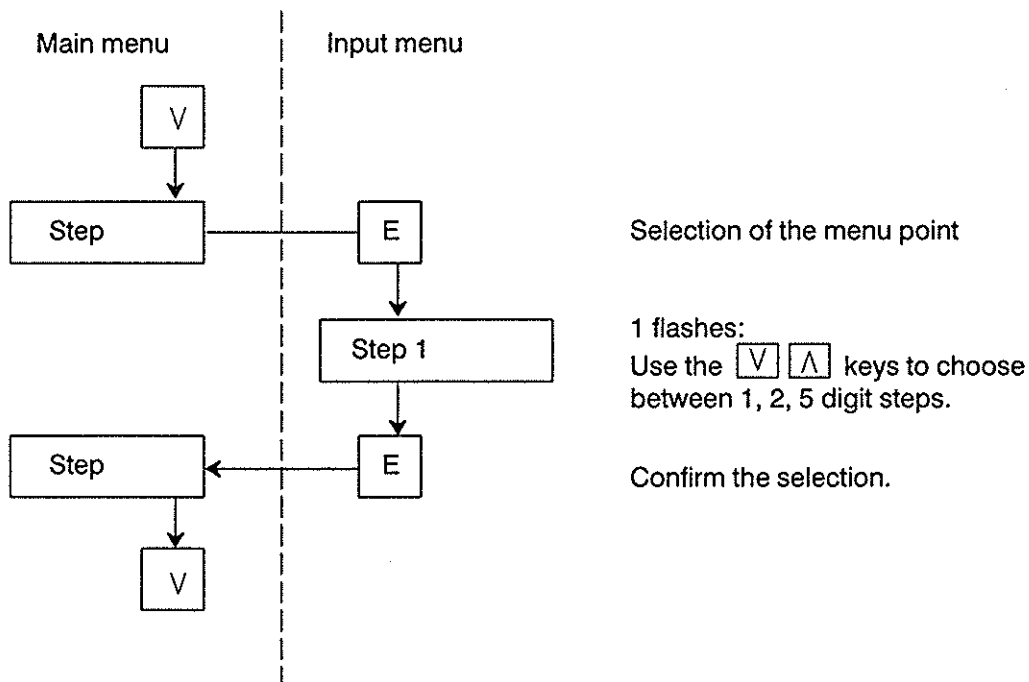 Main menu Input menu
V
Step E Selection of the menu point
Step 1 1 flashes:
Use the V Λ keys to choose
between 1, 2, 5 digit steps.
Step E Confirm the selection.
V